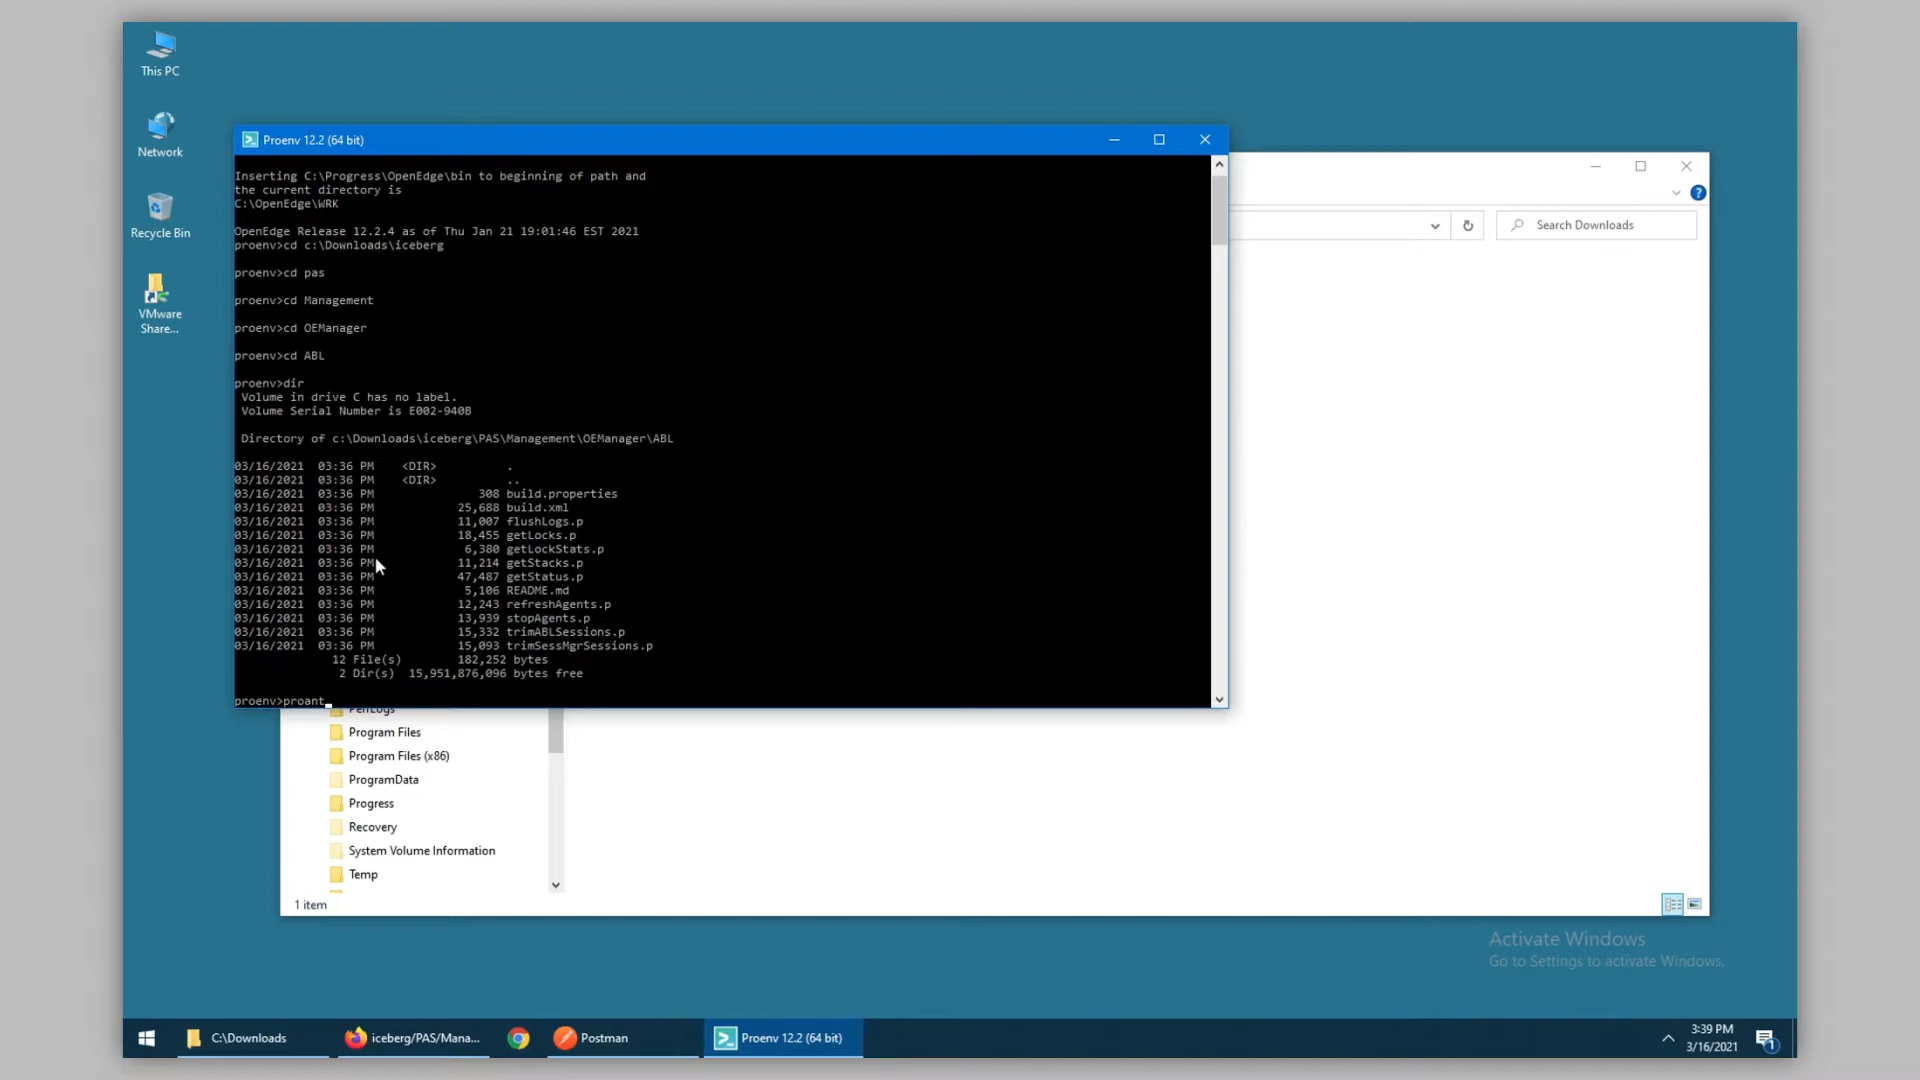 This PC
Network
Recycle Bin
VMware
Share...
Proenv 12.2 (64 bit)
Inserting C:\Progress\OpenEdge\bin to beginning of path and
the current directory is
C:\OpenEdge\WRK
OpenEdge Release 12.2.4 as of Thu Jan 21 19:01:46 EST 2021
proenv>cd c:\Downloads\iceberg
proenv>cd pas
proenv>cd Management
proenv>cd OEManager
proenv>cd ABL
proenv>dir
Volume in drive C has no label.
Volume Serial Number is E002-940B
Directory of c:\Downloads\iceberg\PAS\Management\OEManager\ABL
03/16/2021 03:36 PM <DIR> .
03/16/2021 03:36 PM <DIR> ..
03/16/2021 03:36 PM 308 build.properties
03/16/2021 03:36 PM 25,688 build.xml
03/16/2021 03:36 PM 11,007 flushLogs.p
03/16/2021 03:36 PM 18,455 getLocks.p
03/16/2021 03:36 PM 6,380 getLockStats.p
03/16/2021 03:36 PM 11,214 getStacks.p
03/16/2021 03:36 PM 47,487 getStatus.p
03/16/2021 03:36 PM 5,106 README.md
03/16/2021 03:36 PM 12,243 refreshAgents.p
03/16/2021 03:36 PM 13,939 stopAgents.p
03/16/2021 03:36 PM 15,332 trimABLSessions.p
03/16/2021 03:36 PM 15,093 trimSessMgrSessions.p
12 File(s) 182,252 bytes
2 Dir(s) 15,951,876,096 bytes free
proenv>proant_
Search Downloads
PerfLogs
Program Files
Program Files (x86)
ProgramData
Progress
Recovery
System Volume Information
Temp
1 item
Activate Windows
Go to Settings to activate Windows.
C:\Downloads
iceberg/PAS/Mana...
Postman
Proenv 12.2 (64 bit)
3:39 PM
3/16/2021
1